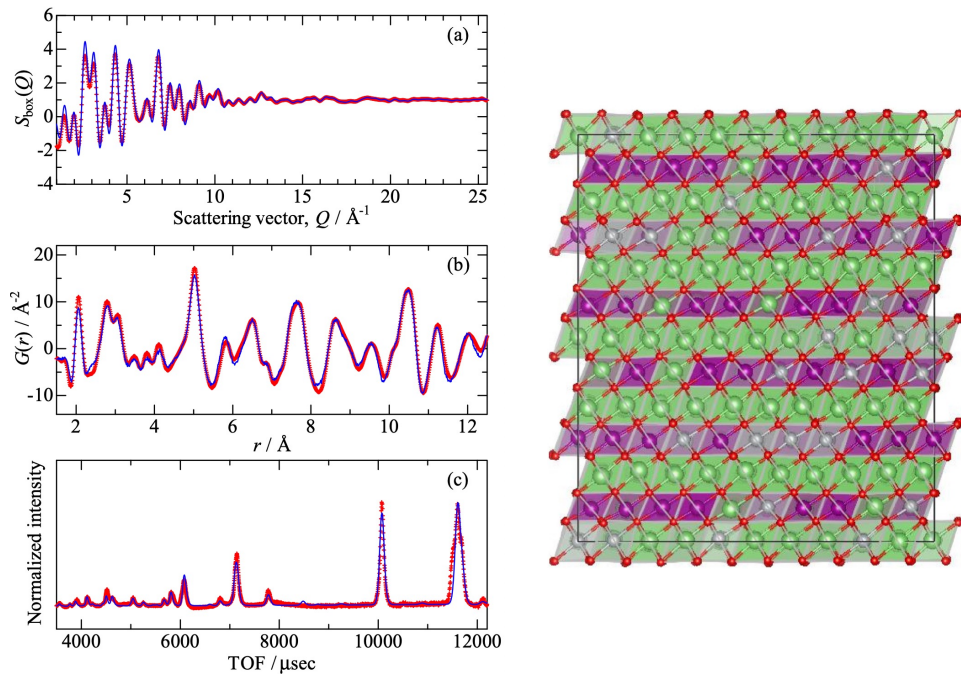 (a)
S_box(Q)
6
4
2
0
-2
-4
5
10
15
20
25
Scattering vector, Q / Å⁻¹
(b)
G(r) / Å⁻²
20
10
0
-10
2
4
6
8
10
12
r / Å
(c)
Normalized intensity
4000
6000
8000
10000
12000
TOF / μsec